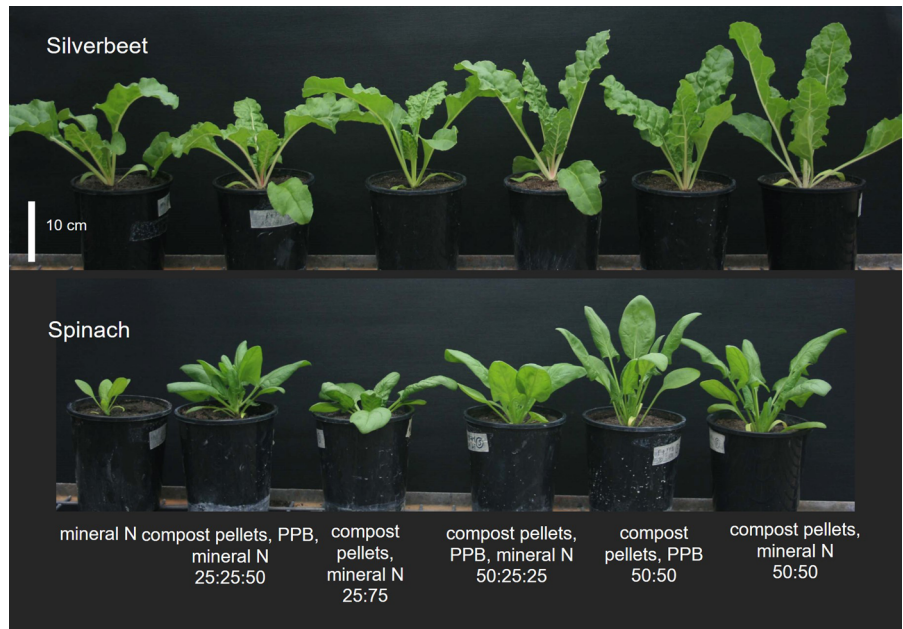 Silverbeet
10 cm
Spinach
mineral N
compost pellets, PPB,
mineral N
25:25:50
compost
pellets,
mineral N
25:75
compost pellets,
PPB, mineral N
50:25:25
compost
pellets, PPB
50:50
compost pellets,
mineral N
50:50